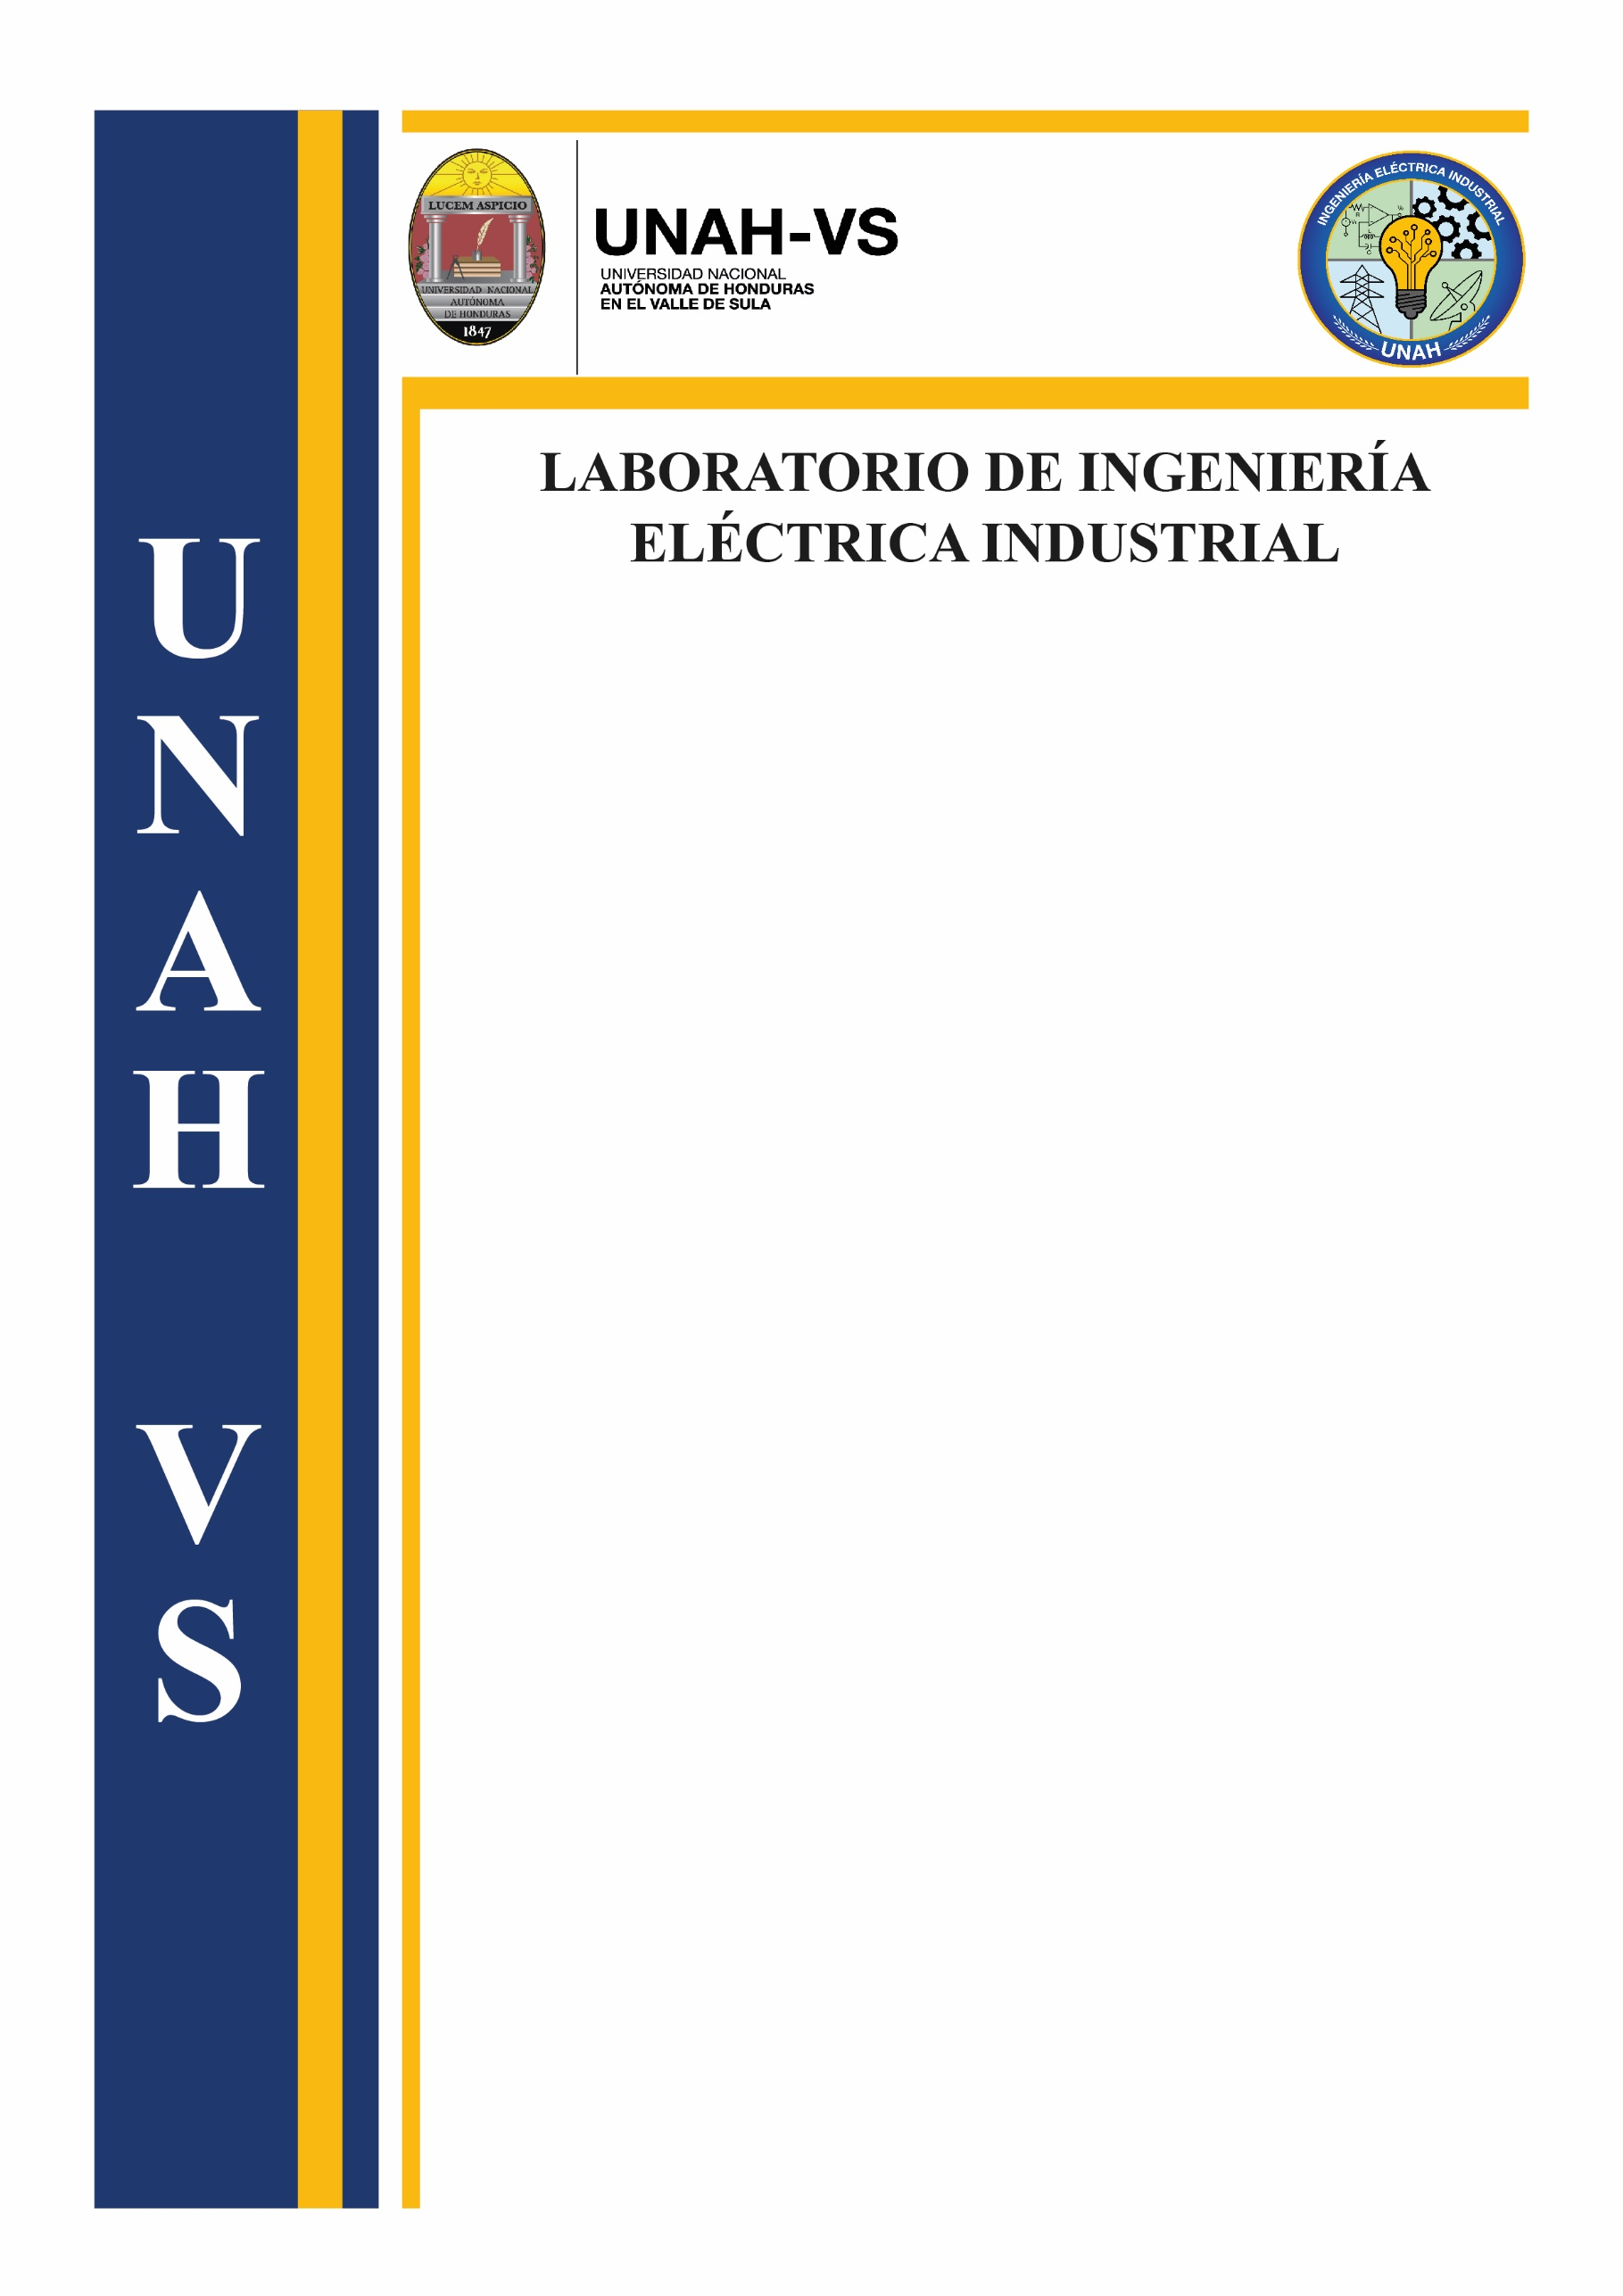 LUCEM ASPICIO
UNIVERSIDAD NACIONAL
AUTÓNOMA
DE HONDURAS
1847
UNAH-VS
UNIVERSIDAD NACIONAL
AUTÓNOMA DE HONDURAS
EN EL VALLE DE SULA
INGENIERÍA ELÉCTRICA INDUSTRIAL
UNAH
LABORATORIO DE INGENIERÍA
ELÉCTRICA INDUSTRIAL
U
N
A
H
V
S